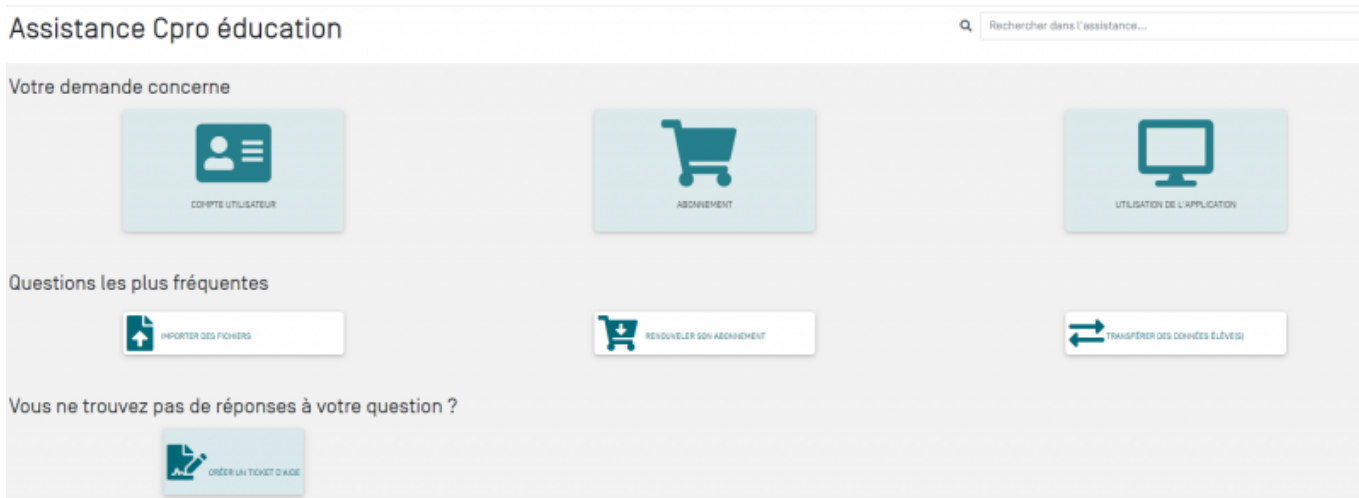 Assistance Cpro éducation
Rechercher dans l'assistance...
Votre demande concerne
COMPTE UTILISATEUR
ABONNEMENT
UTILISATION DE L'APPLICATION
Questions les plus fréquentes
IMPORTER DES FICHIERS
RENOUVELER SON ABONNEMENT
TRANSFÉRER DES DONNÉES ÉLÈVE(S)
Vous ne trouvez pas de réponses à votre question ?
CRÉER UN TICKET D'AIDE